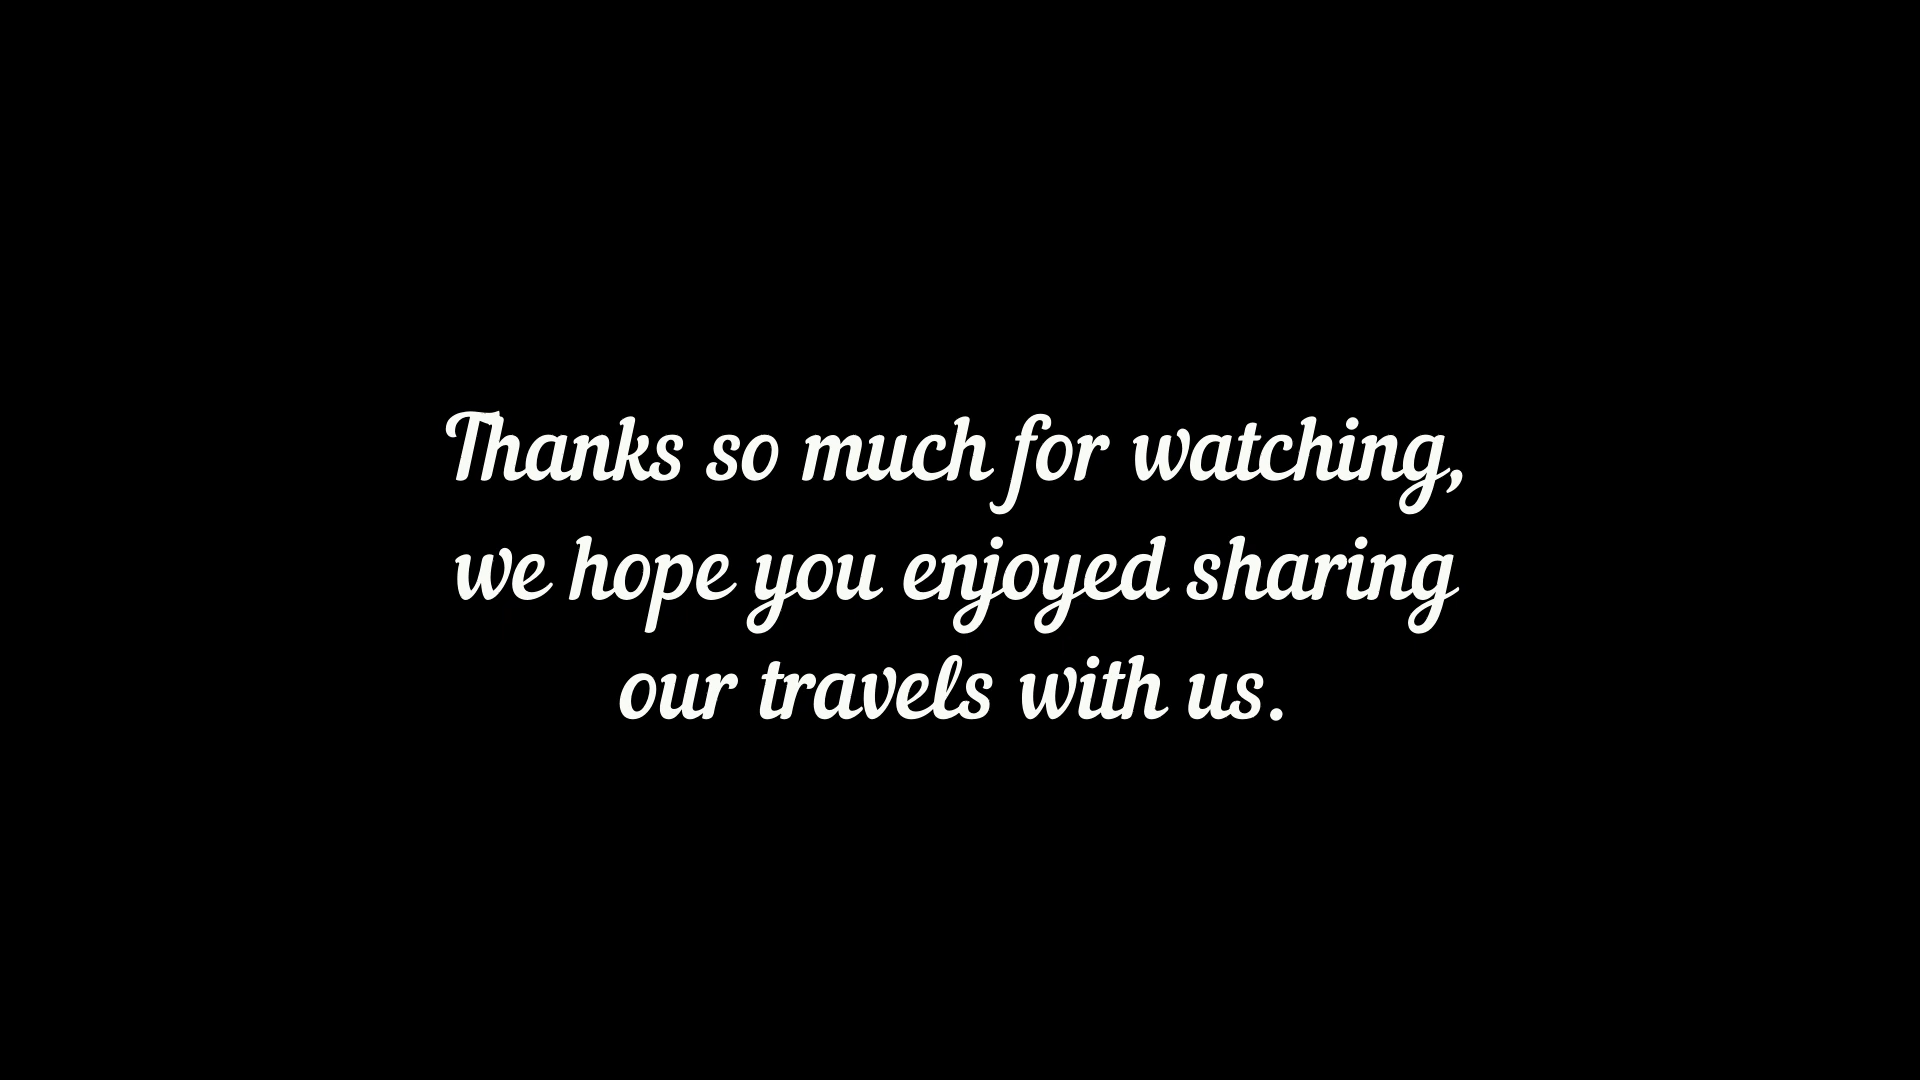 Thanks so much for watching,
we hope you enjoyed sharing
our travels with us.